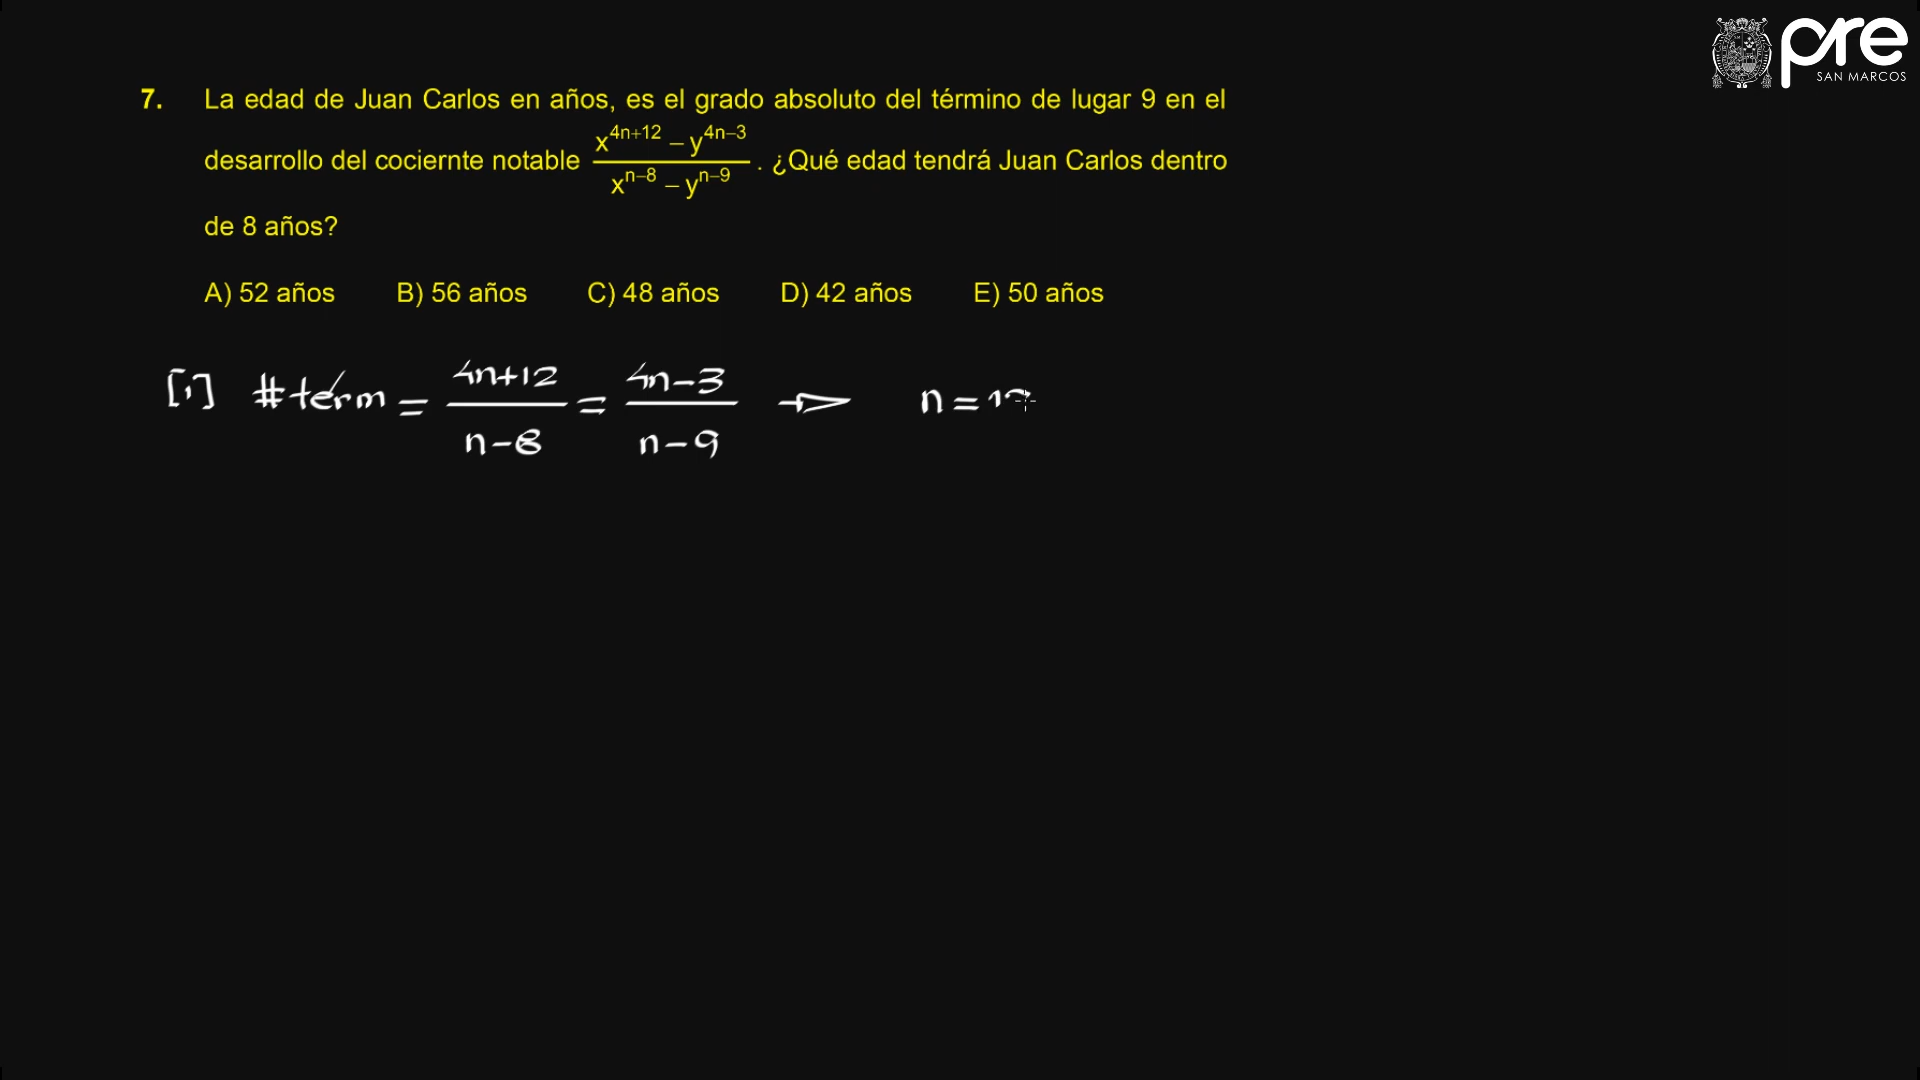 pre
SAN MARCOS
7. La edad de Juan Carlos en años, es el grado absoluto del término de lugar 9 en el
desarrollo del cociernte notable (x^{4n+12} – y^{4n–3})/(x^{n–8} – y^{n–9}). ¿Qué edad tendrá Juan Carlos dentro
de 8 años?
A) 52 años B) 56 años C) 48 años D) 42 años E) 50 años
[1] #térm = (4n+12)/(n-8) = (4n-3)/(n-9) → n =